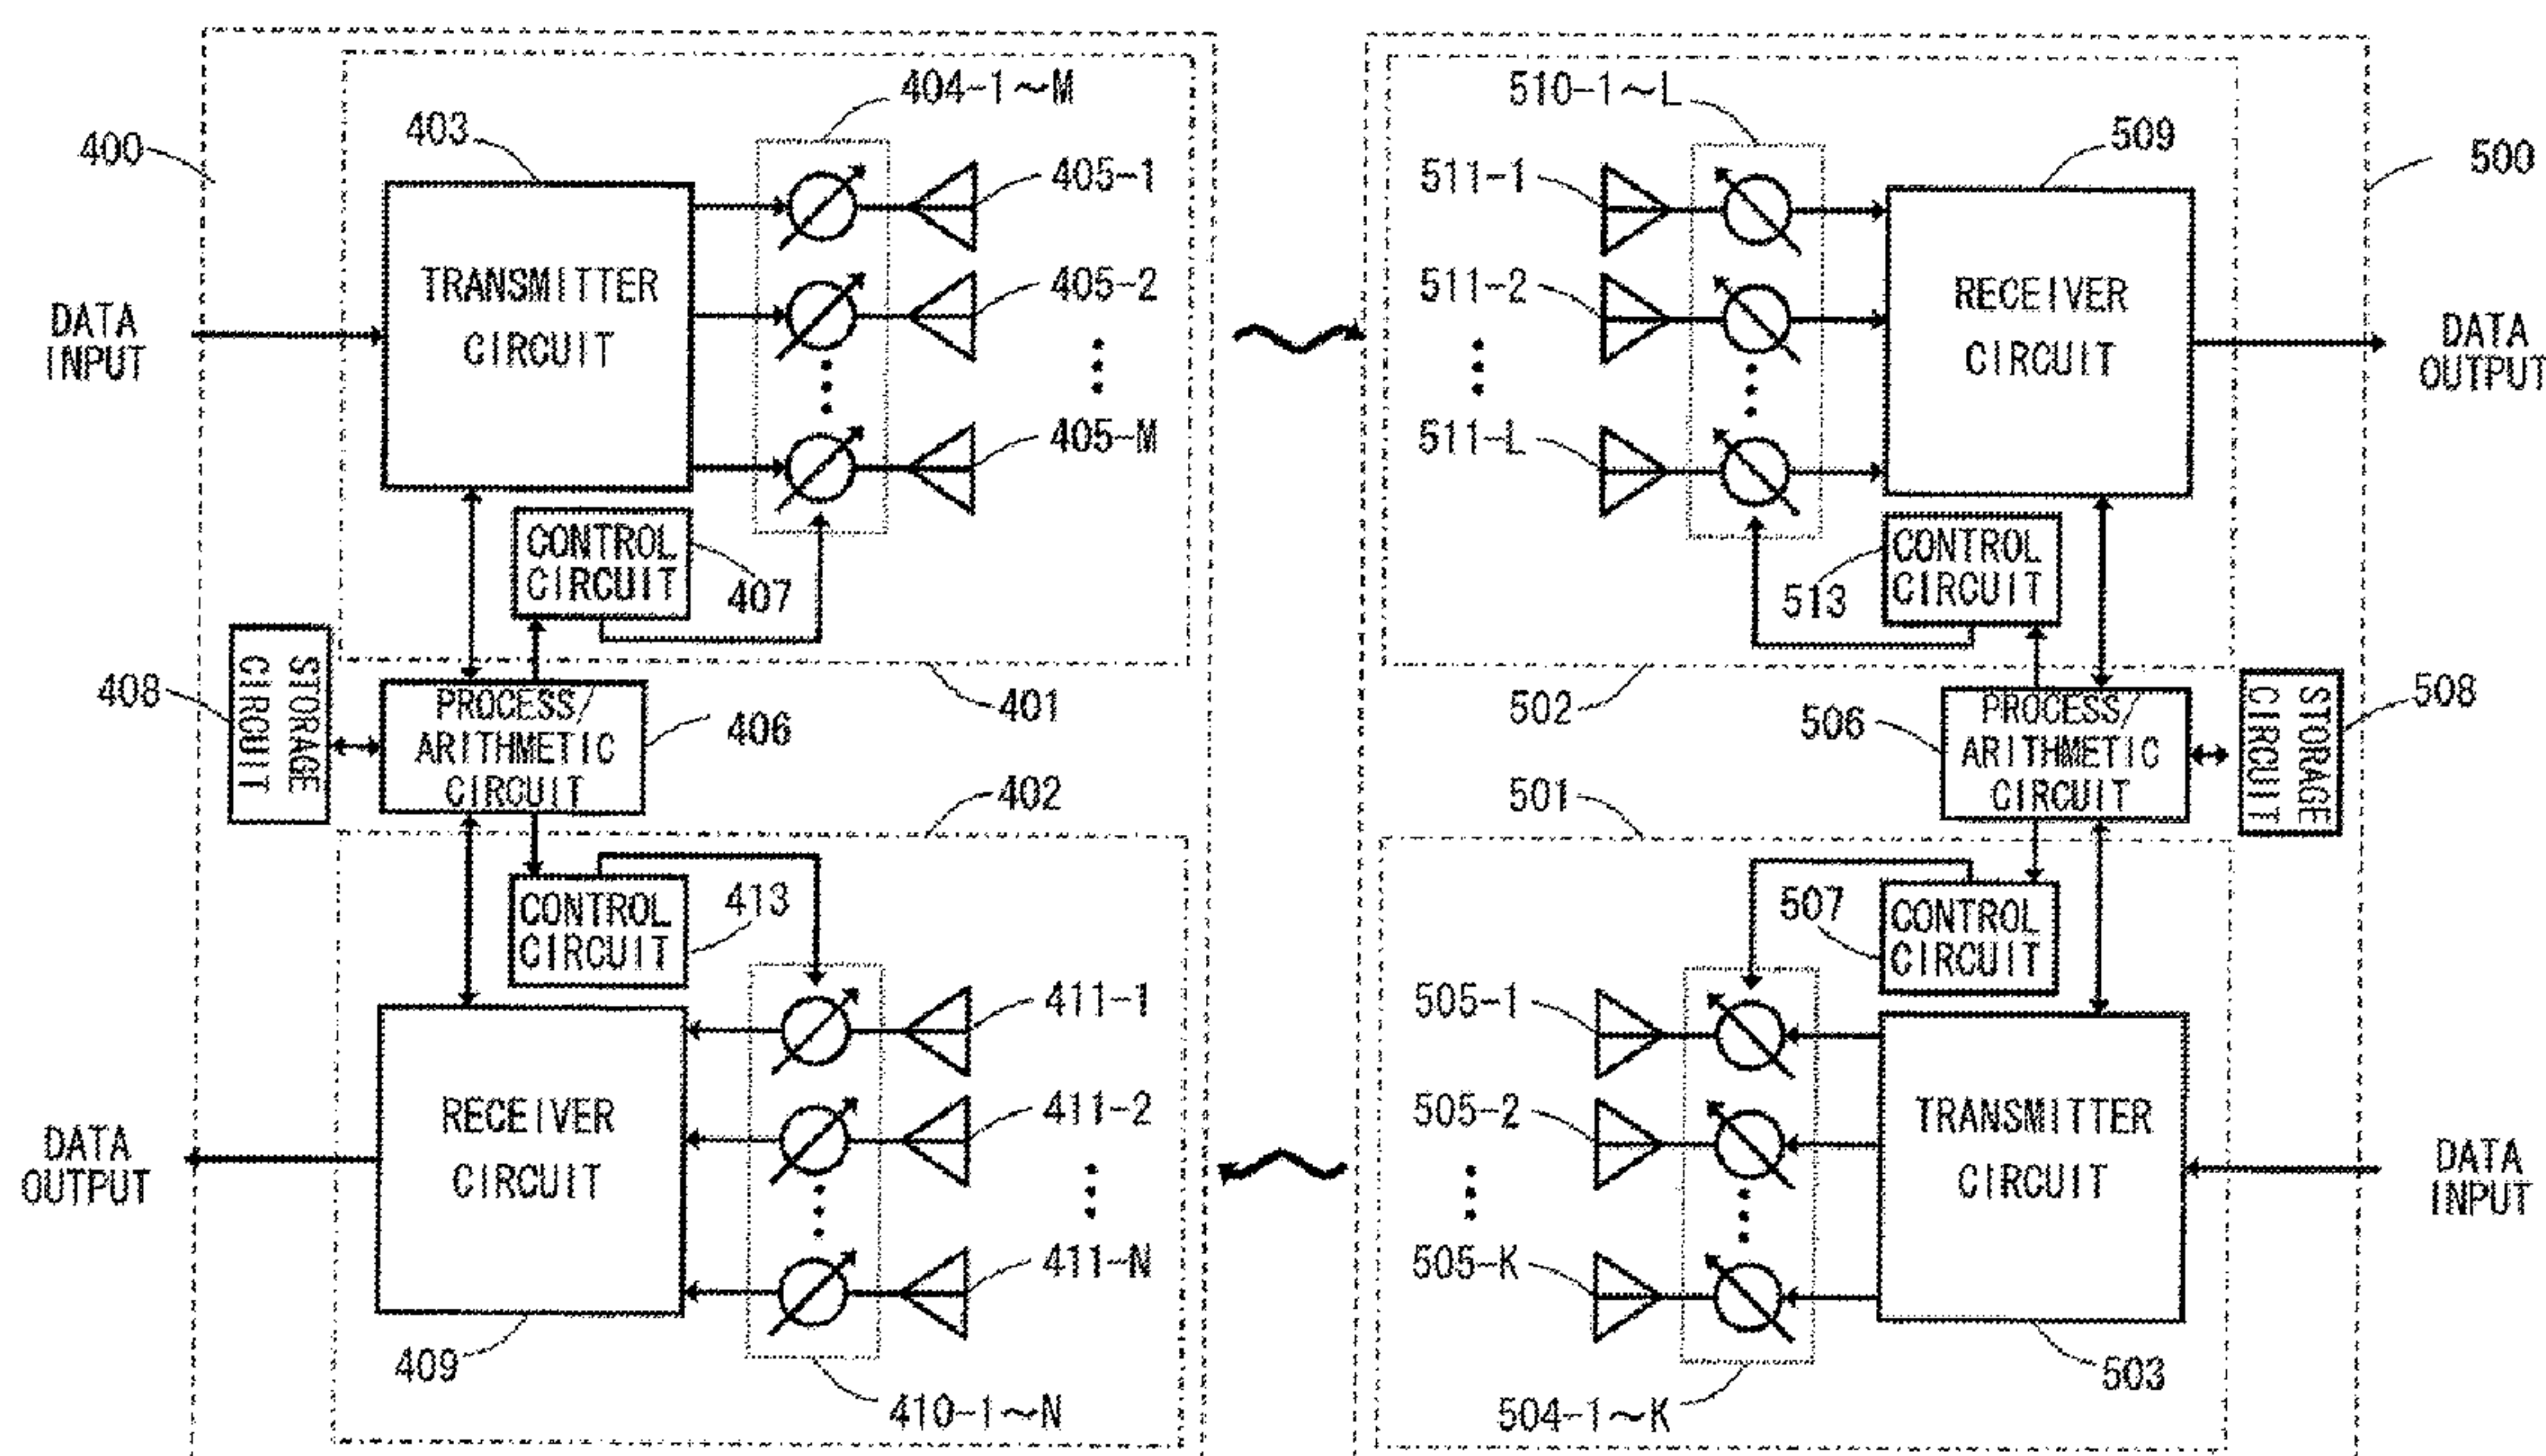 404-1~M
510-1~L
403
509
400
500
405-1
511-1
TRANSMITTER
CIRCUIT
405-2
511-2
RECEIVER
CIRCUIT
DATA
INPUT
DATA
OUTPUT
405-M
511-L
CONTROL
CIRCUIT
407
513
CONTROL
CIRCUIT
STORAGE
CIRCUIT
408
PROCESS/
ARITHMETIC
CIRCUIT
406
401
502
506
PROCESS/
ARITHMETIC
CIRCUIT
STORAGE
CIRCUIT
508
402
501
CONTROL
CIRCUIT
413
507
CONTROL
CIRCUIT
411-1
505-1
RECEIVER
CIRCUIT
411-2
505-2
TRANSMITTER
CIRCUIT
DATA
OUTPUT
DATA
INPUT
411-N
505-K
409
503
410-1~N
504-1~K